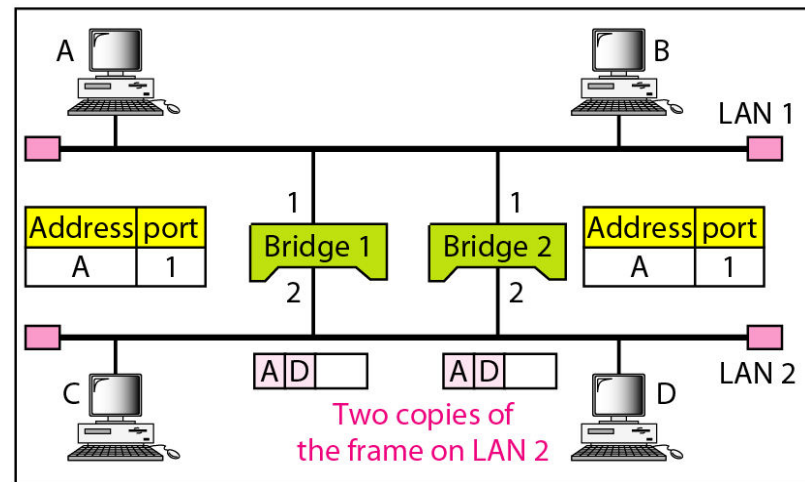 A
B
LAN 1
1
1
Address port
A 1
Bridge 1
Bridge 2
Address port
A 1
2
2
LAN 2
A D
A D
C
D
Two copies of
the frame on LAN 2